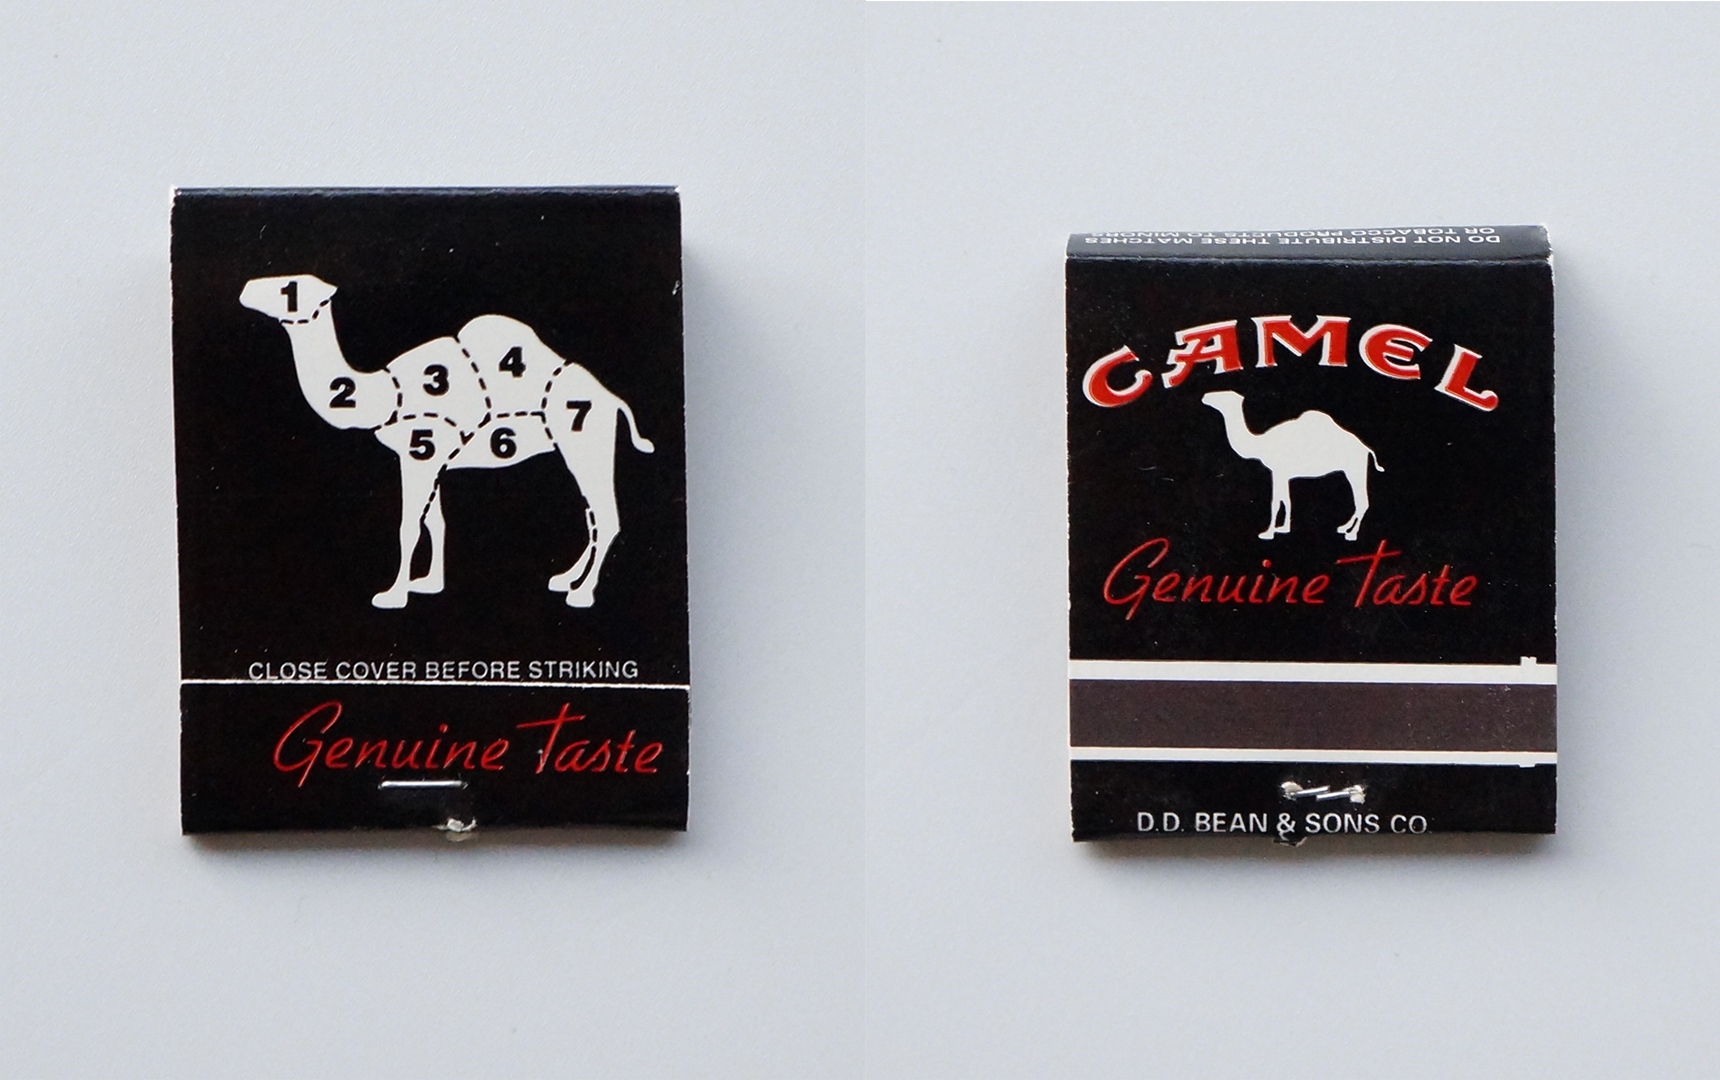 1
2
3
4
5
6
7
CLOSE COVER BEFORE STRIKING
Genuine Taste
DO NOT DISTRIBUTE THESE MATCHES
OR TOBACCO PRODUCTS TO MINORS
CAMEL
Genuine Taste
D.D. BEAN & SONS CO.